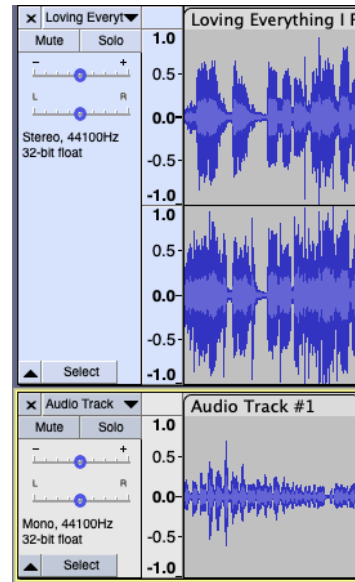 Loving Everyt
Mute Solo
- +
L R
Stereo, 44100Hz
32-bit float
Select
Loving Everything I
1.0
0.5-
0.0-
-0.5-
-1.0
1.0
0.5-
0.0-
-0.5-
-1.0
Audio Track
Mute Solo
- +
L R
Mono, 44100Hz
32-bit float
Select
Audio Track #1
1.0
0.5-
0.0-
-0.5-
-1.0